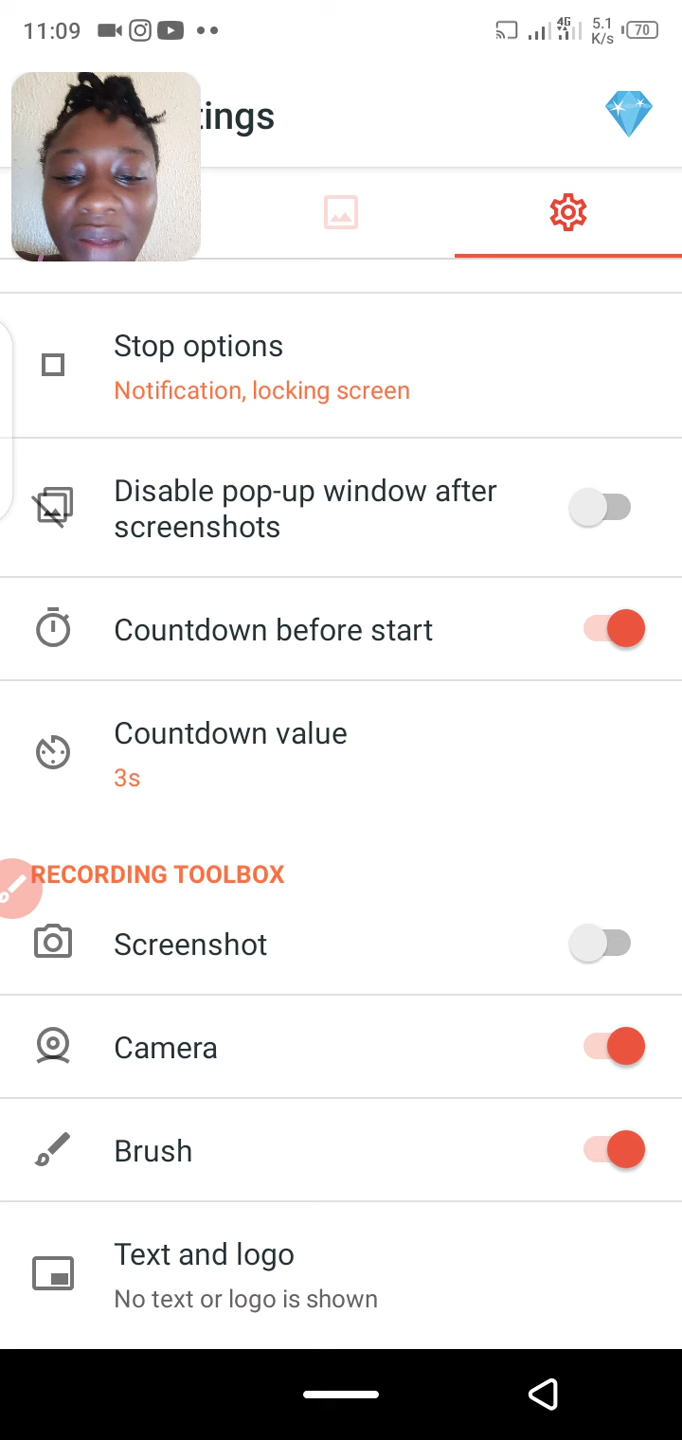 11:09
4G
5.1
K/s
70
tings
Stop options
Notification, locking screen
Disable pop-up window after
screenshots
Countdown before start
Countdown value
3s
RECORDING TOOLBOX
Screenshot
Camera
Brush
Text and logo
No text or logo is shown